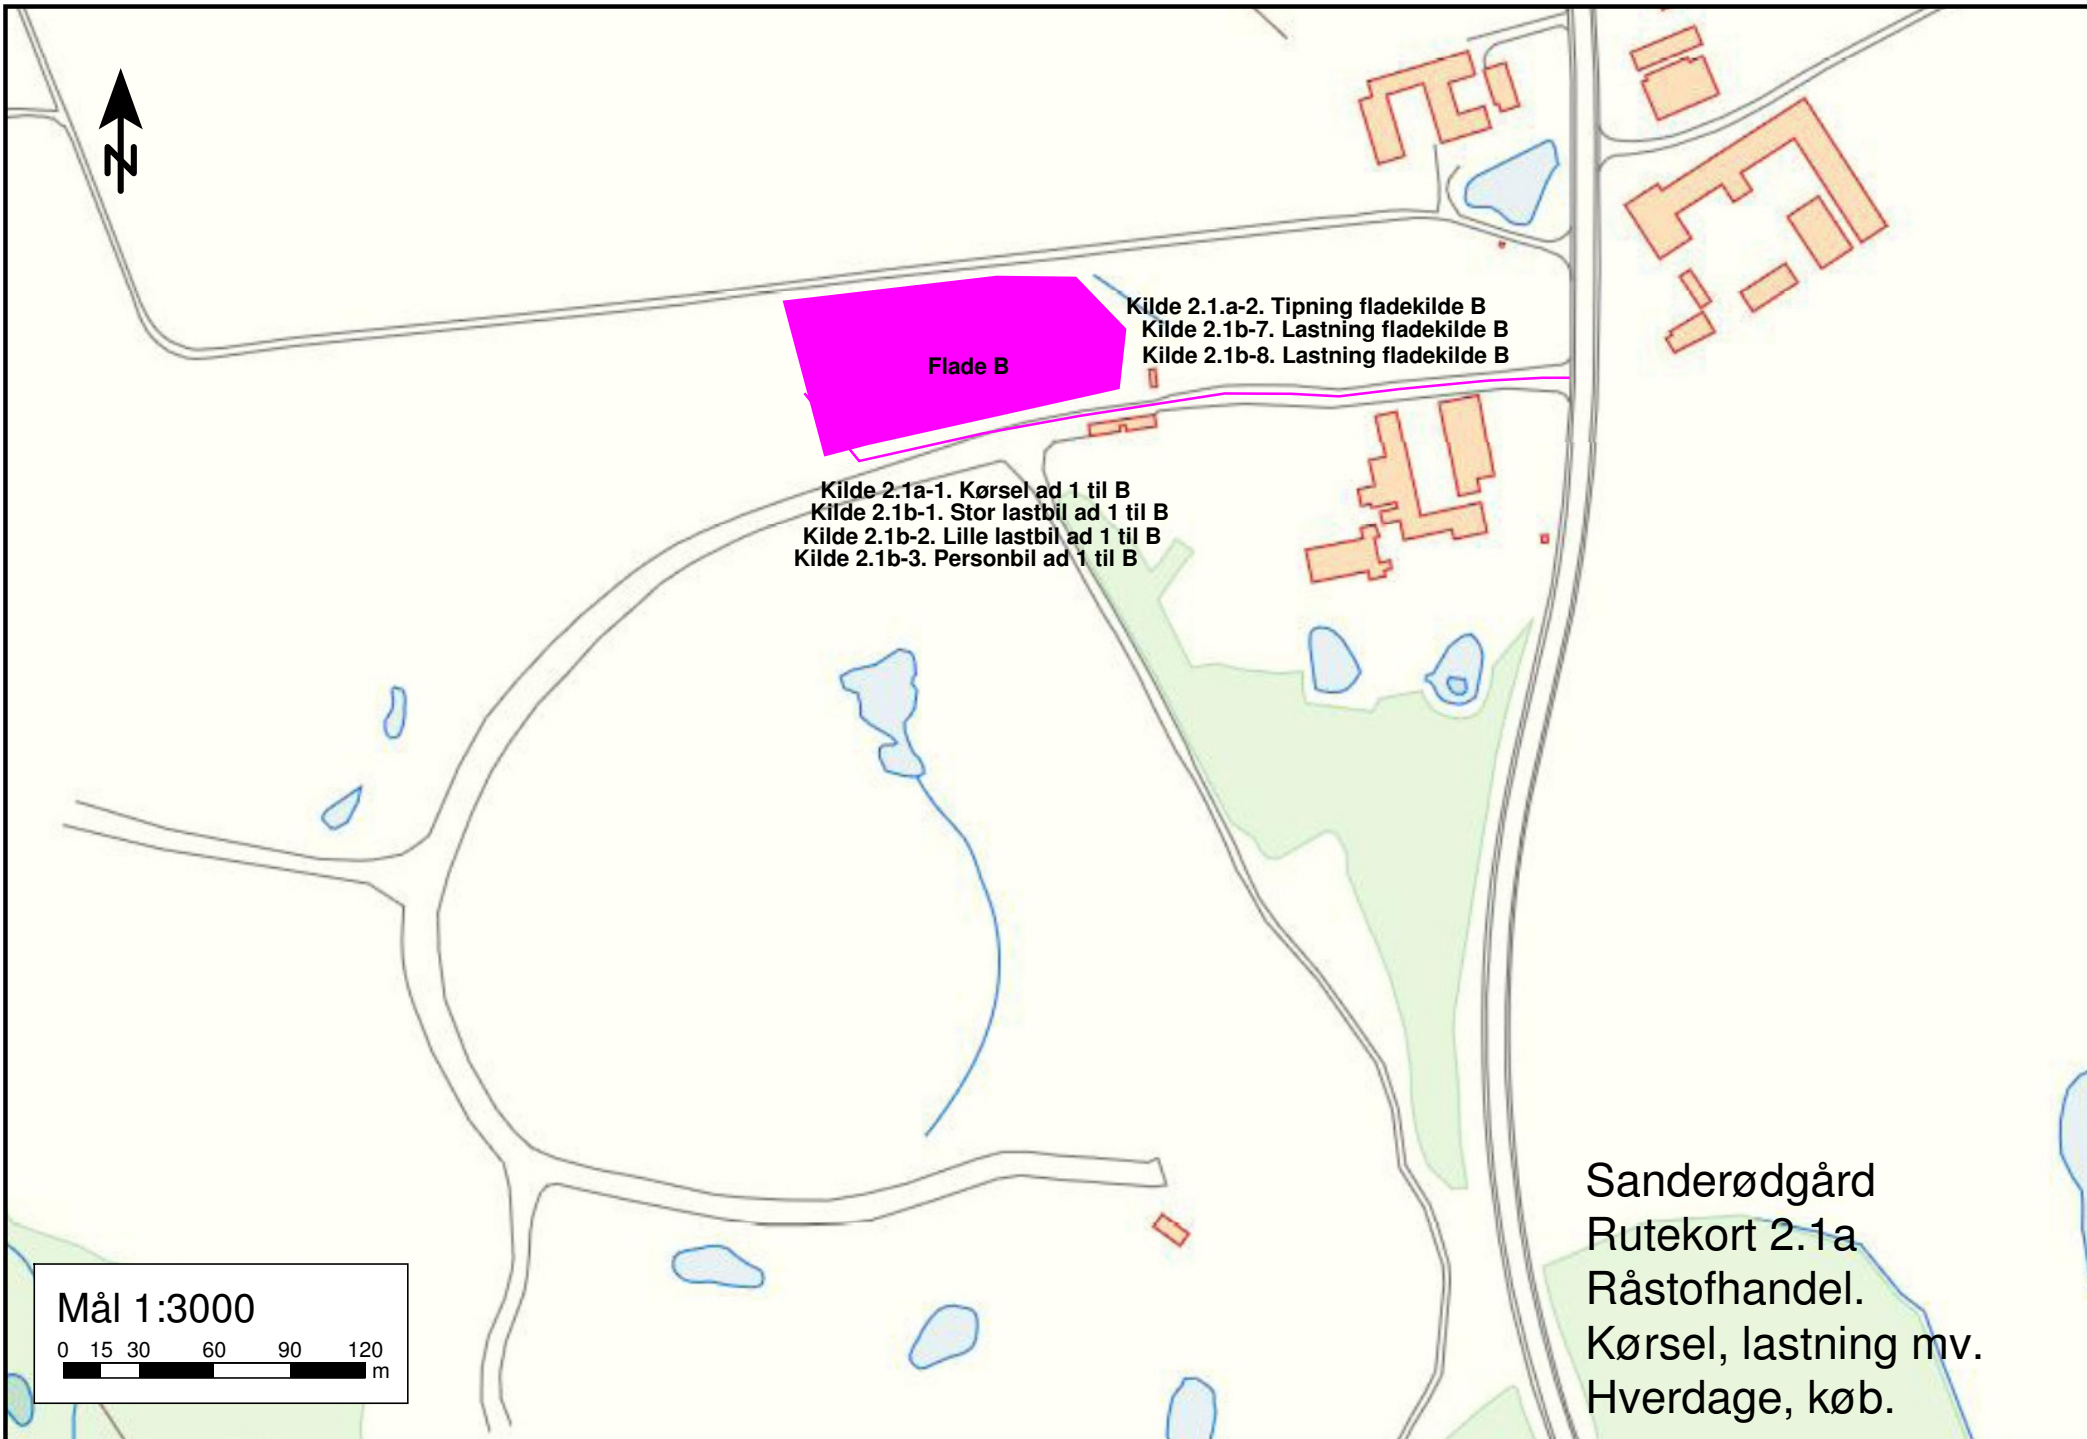 N
Kilde 2.1.a-2. Tipning fladekilde B
Kilde 2.1b-7. Lastning fladekilde B
Kilde 2.1b-8. Lastning fladekilde B
Flade B
Kilde 2.1a-1. Kørsel ad 1 til B
Kilde 2.1b-1. Stor lastbil ad 1 til B
Kilde 2.1b-2. Lille lastbil ad 1 til B
Kilde 2.1b-3. Personbil ad 1 til B
Sanderødgård
Rutekort 2.1a
Råstofhandel.
Kørsel, lastning mv.
Hverdage, køb.
Mål 1:3000
0 15 30 60 90 120
m